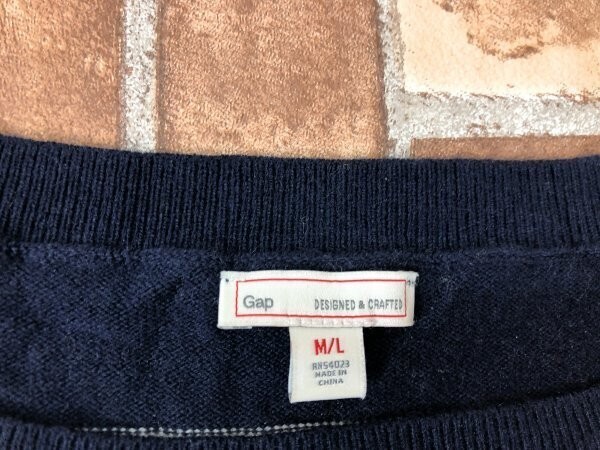 Gap DESIGNED & CRAFTED
M/L
RN54023
MADE IN
CHINA